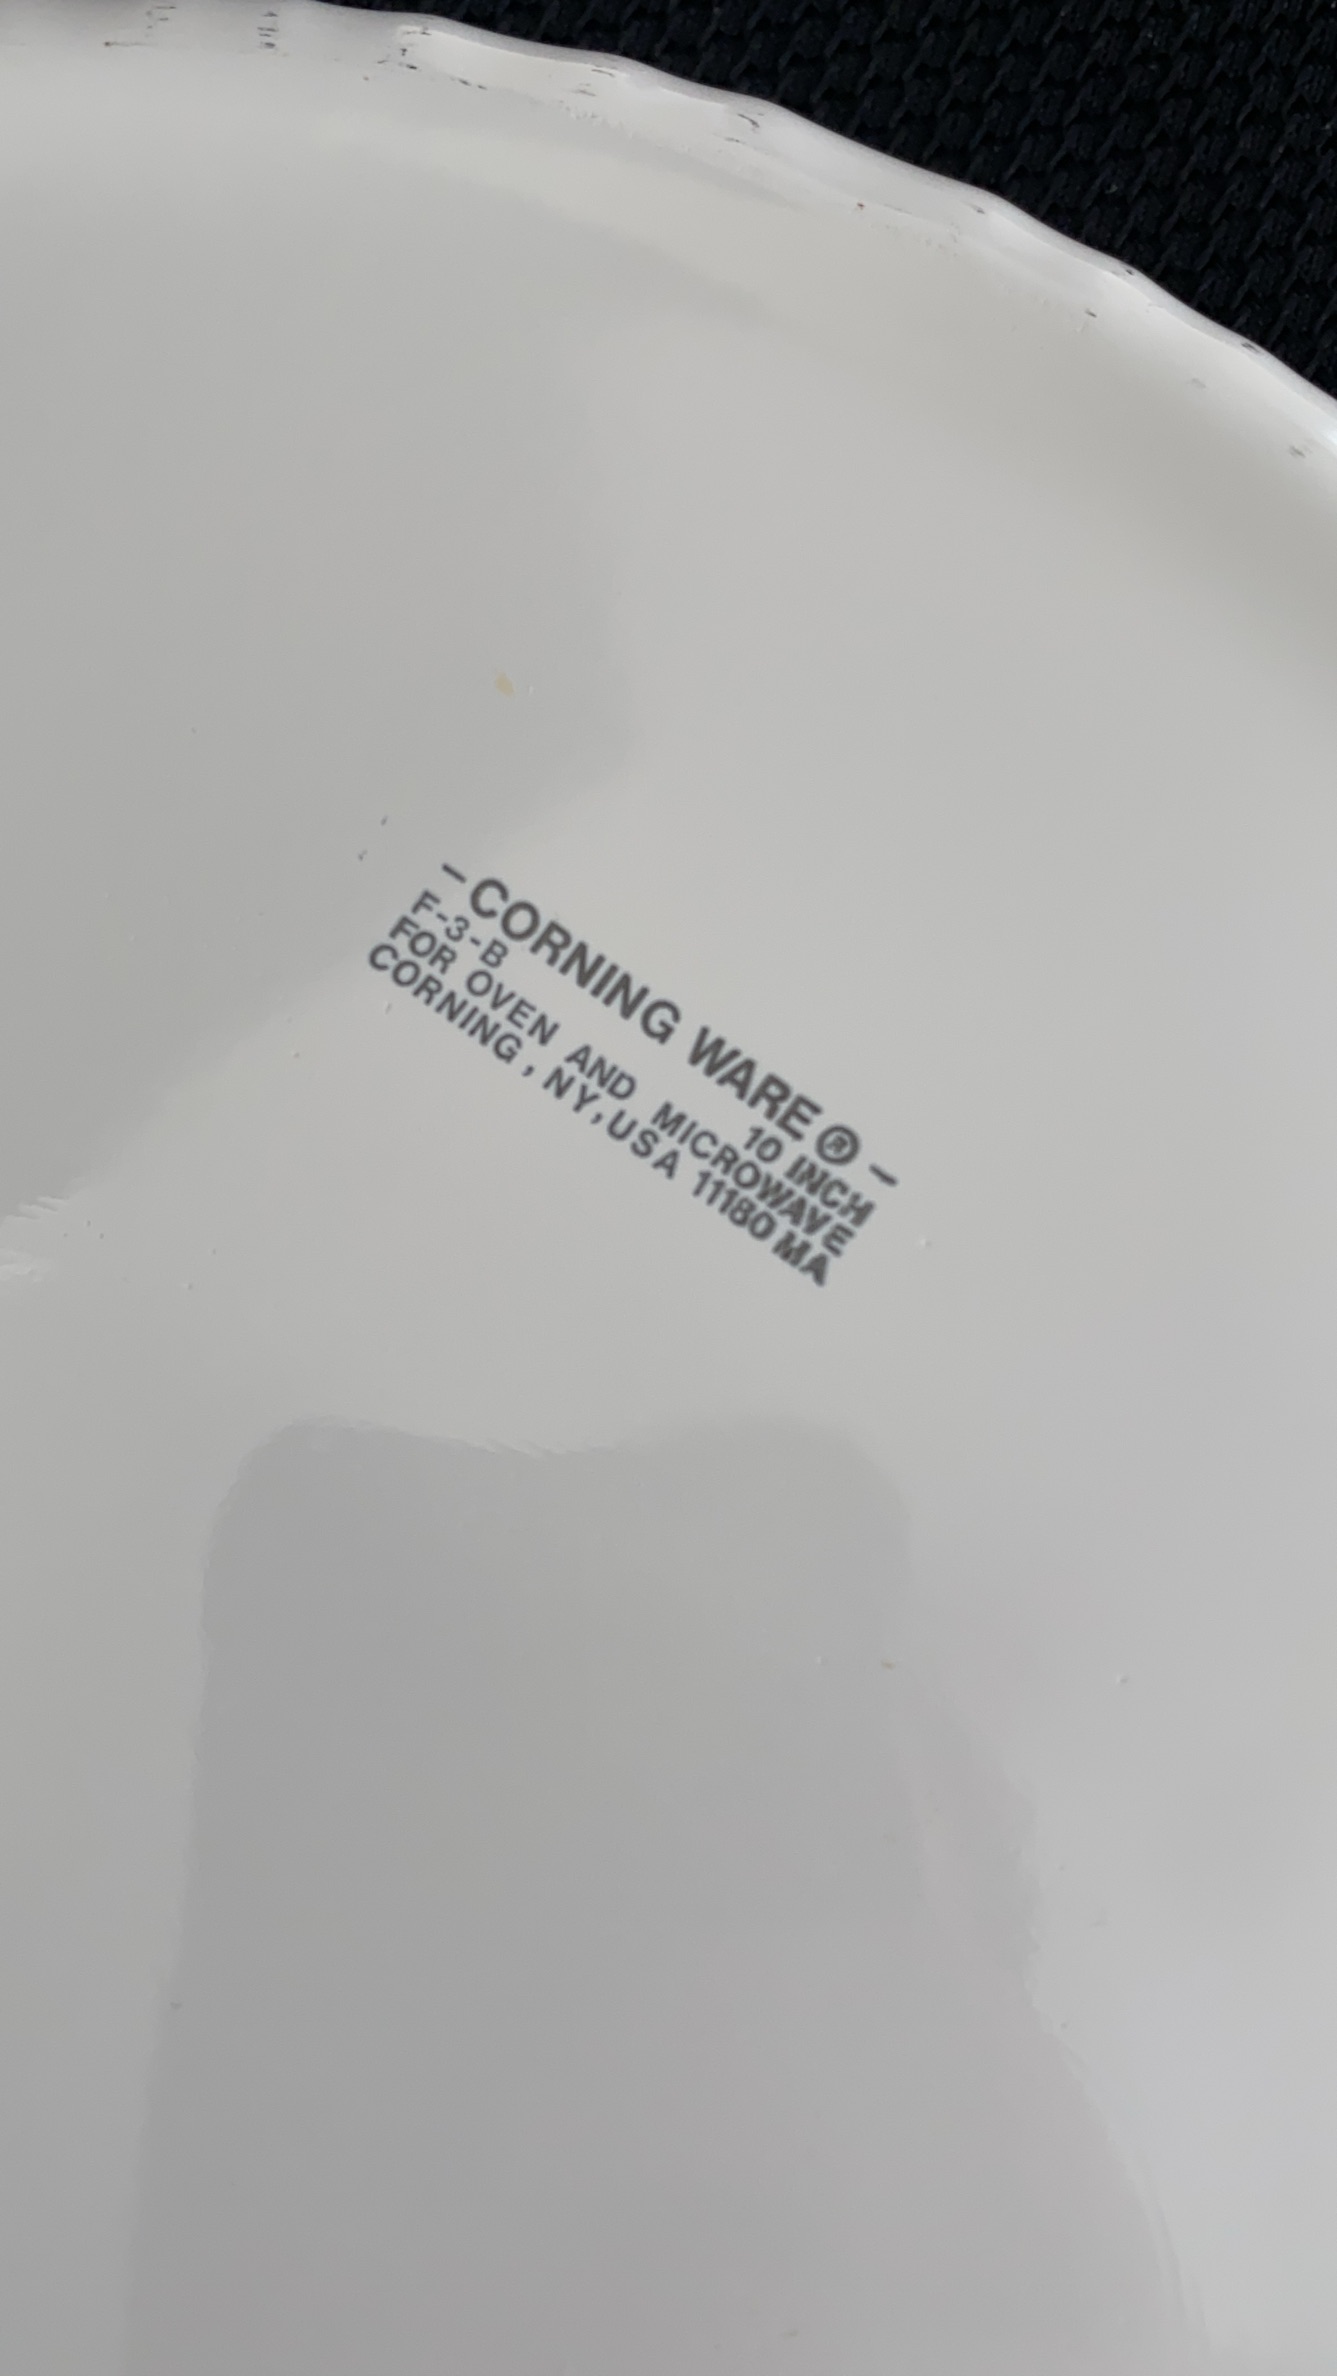 -CORNING WARE®-
F-3-B 10 INCH
FOR OVEN AND MICROWAVE
CORNING, NY, USA 11180 MA